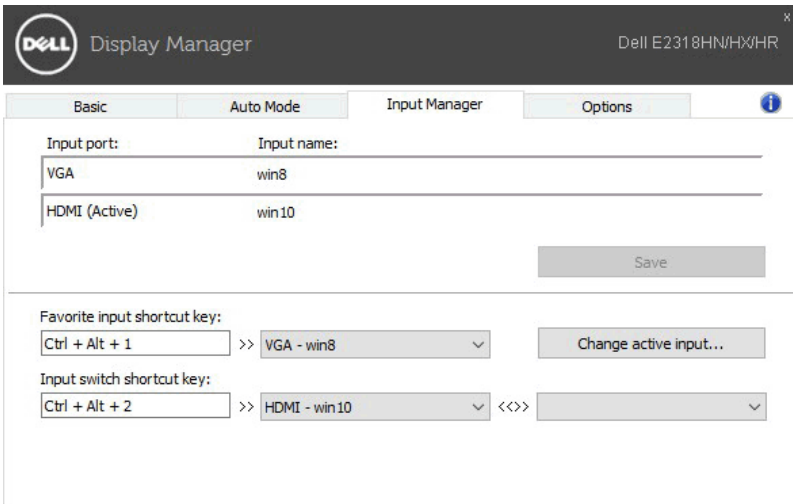 x
DELL Display Manager Dell E2318HN/HX/HR
Basic Auto Mode Input Manager Options i
Input port: Input name:
VGA win8
HDMI (Active) win10
Save
Favorite input shortcut key:
Ctrl + Alt + 1 >> VGA - win8 Change active input...
Input switch shortcut key:
Ctrl + Alt + 2 >> HDMI - win10 <<>>